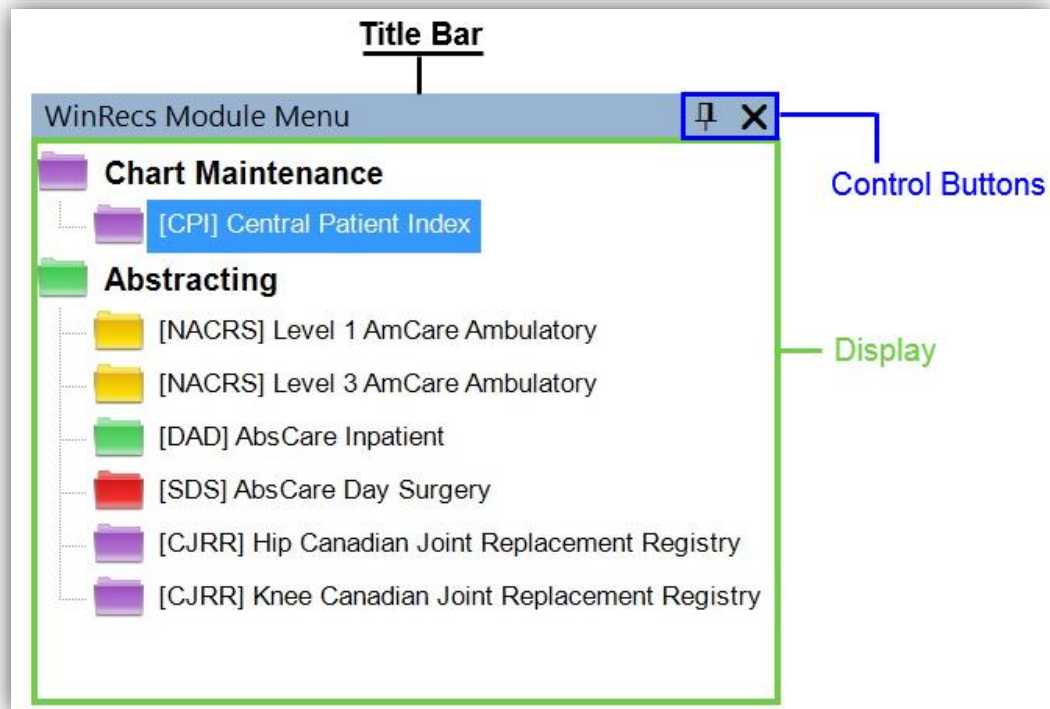 Title Bar
WinRecs Module Menu
Control Buttons
Chart Maintenance
[CPI] Central Patient Index
Abstracting
[NACRS] Level 1 AmCare Ambulatory
[NACRS] Level 3 AmCare Ambulatory
Display
[DAD] AbsCare Inpatient
[SDS] AbsCare Day Surgery
[CJRR] Hip Canadian Joint Replacement Registry
[CJRR] Knee Canadian Joint Replacement Registry